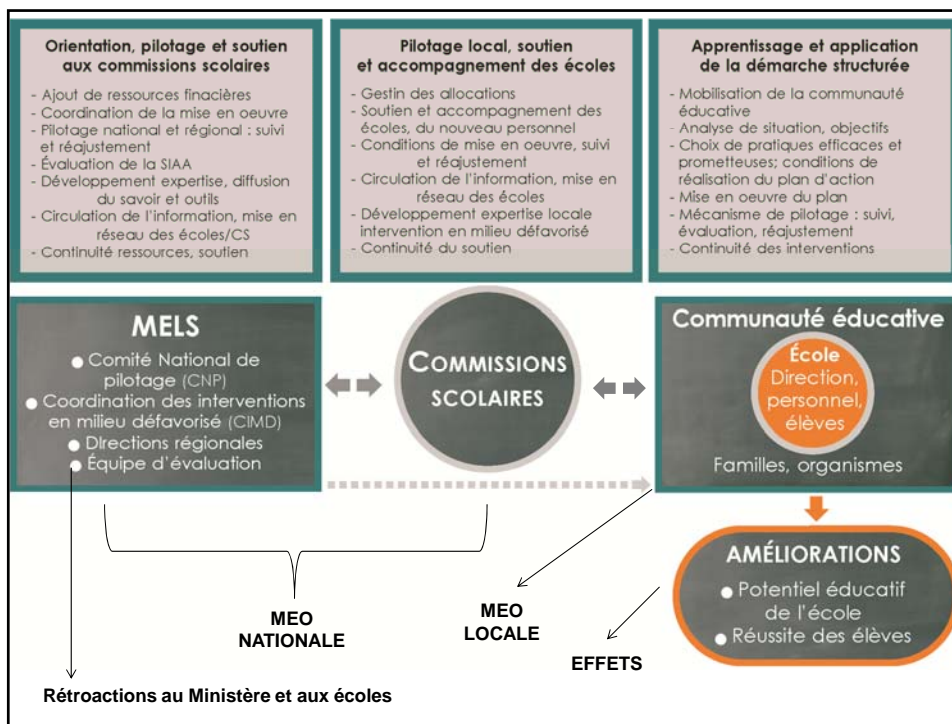 Orientation, pilotage et soutien
aux commissions scolaires
- Ajout de ressources finacières
- Coordination de la mise en oeuvre
- Pilotage national et régional : suivi
et réajustement
- Évaluation de la SIAA
- Développement expertise, diffusion
du savoir et outils
- Circulation de l'information, mise en
réseau des écoles/CS
- Continuité ressources, soutien
Pilotage local, soutien
et accompagnement des écoles
- Gestin des allocations
- Soutien et accompagnement des
écoles, du nouveau personnel
- Conditions de mise en oeuvre, suivi
et réajustement
- Circulation de l'information, mise en
réseau des écoles
- Développement expertise locale
intervention en milieu défavorisé
- Continuité du soutien
Apprentissage et application
de la démarche structurée
- Mobilisation de la communauté
éducative
- Analyse de situation, objectifs
- Choix de pratiques efficaces et
prometteuses; conditions de
réalisation du plan d'action
- Mise en oeuvre du plan
- Mécanisme de pilotage : suivi,
évaluation, réajustement
- Continuité des interventions
MELS
● Comité National de
pilotage (CNP)
● Coordination des interventions
en milieu défavorisé (CIMD)
● DIrections régionales
● Équipe d'évaluation
COMMISSIONS
SCOLAIRES
Communauté éducative
École
Direction,
personnel,
élèves
Familles, organismes
AMÉLIORATIONS
● Potentiel éducatif
de l'école
● Réussite des élèves
MEO
NATIONALE
MEO
LOCALE
EFFETS
Rétroactions au Ministère et aux écoles